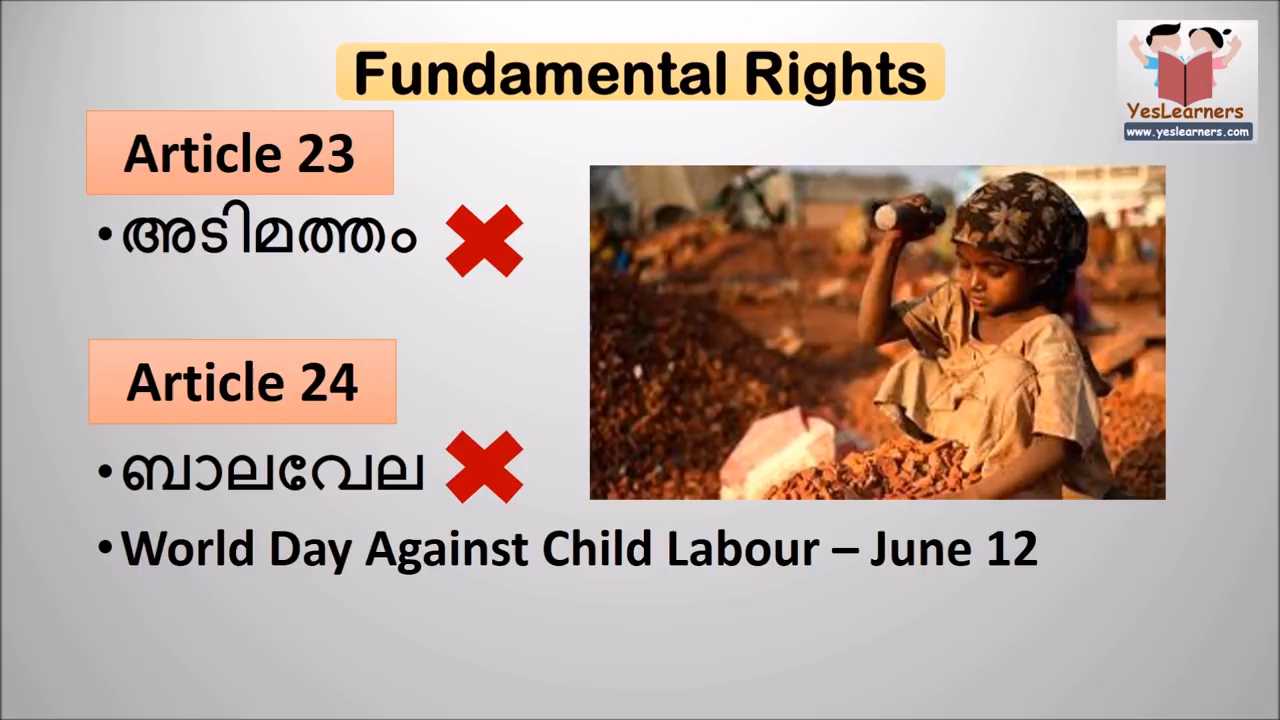 Fundamental Rights
YesLearners
www.yeslearners.com
Article 23
•അടിമത്തം
Article 24
•ബാലവേല
•World Day Against Child Labour – June 12